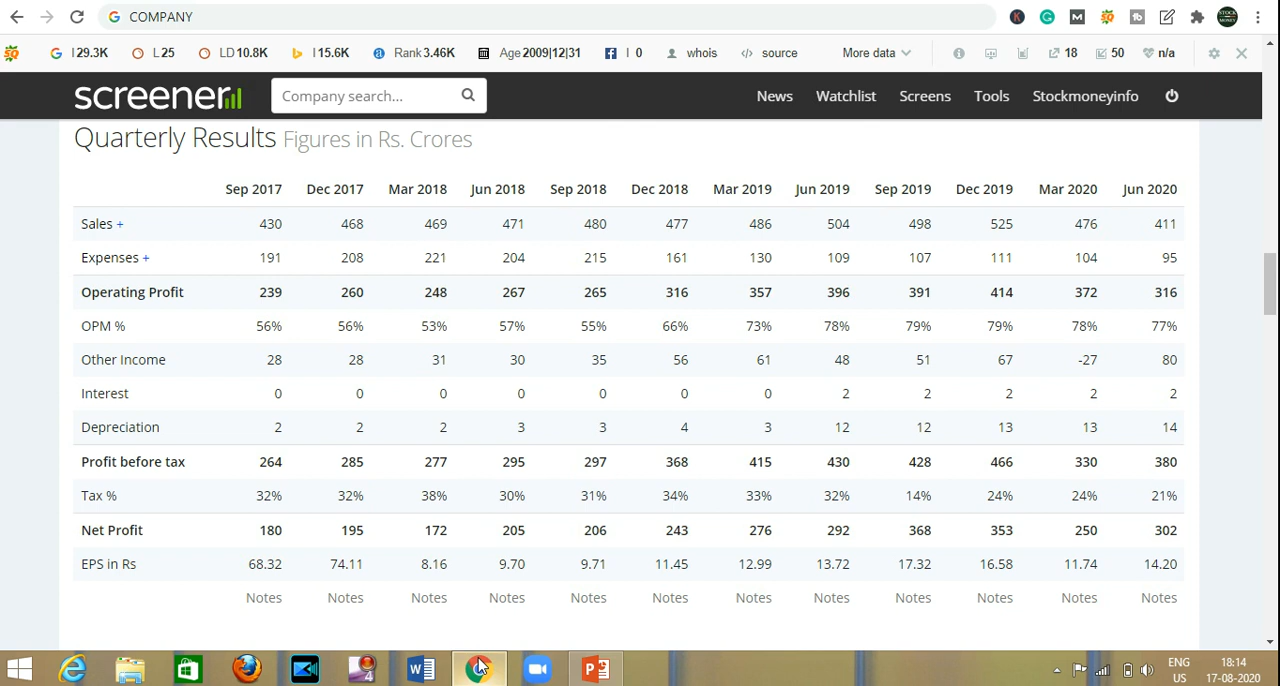 COMPANY
I 29.3K L 25 LD 10.8K I 15.6K Rank 3.46K Age 2009|12|31 I 0 whois source More data 18 50 n/a
screener Company search... News Watchlist Screens Tools Stockmoneyinfo
Quarterly Results Figures in Rs. Crores
Sep 2017 Dec 2017 Mar 2018 Jun 2018 Sep 2018 Dec 2018 Mar 2019 Jun 2019 Sep 2019 Dec 2019 Mar 2020 Jun 2020
Sales + 430 468 469 471 480 477 486 504 498 525 476 411
Expenses + 191 208 221 204 215 161 130 109 107 111 104 95
Operating Profit 239 260 248 267 265 316 357 396 391 414 372 316
OPM % 56% 56% 53% 57% 55% 66% 73% 78% 79% 79% 78% 77%
Other Income 28 28 31 30 35 56 61 48 51 67 -27 80
Interest 0 0 0 0 0 0 0 2 2 2 2 2
Depreciation 2 2 2 3 3 4 3 12 12 13 13 14
Profit before tax 264 285 277 295 297 368 415 430 428 466 330 380
Tax % 32% 32% 38% 30% 31% 34% 33% 32% 14% 24% 24% 21%
Net Profit 180 195 172 205 206 243 276 292 368 353 250 302
EPS in Rs 68.32 74.11 8.16 9.70 9.71 11.45 12.99 13.72 17.32 16.58 11.74 14.20
Notes Notes Notes Notes Notes Notes Notes Notes Notes Notes Notes Notes
ENG 18:14
US 17-08-2020